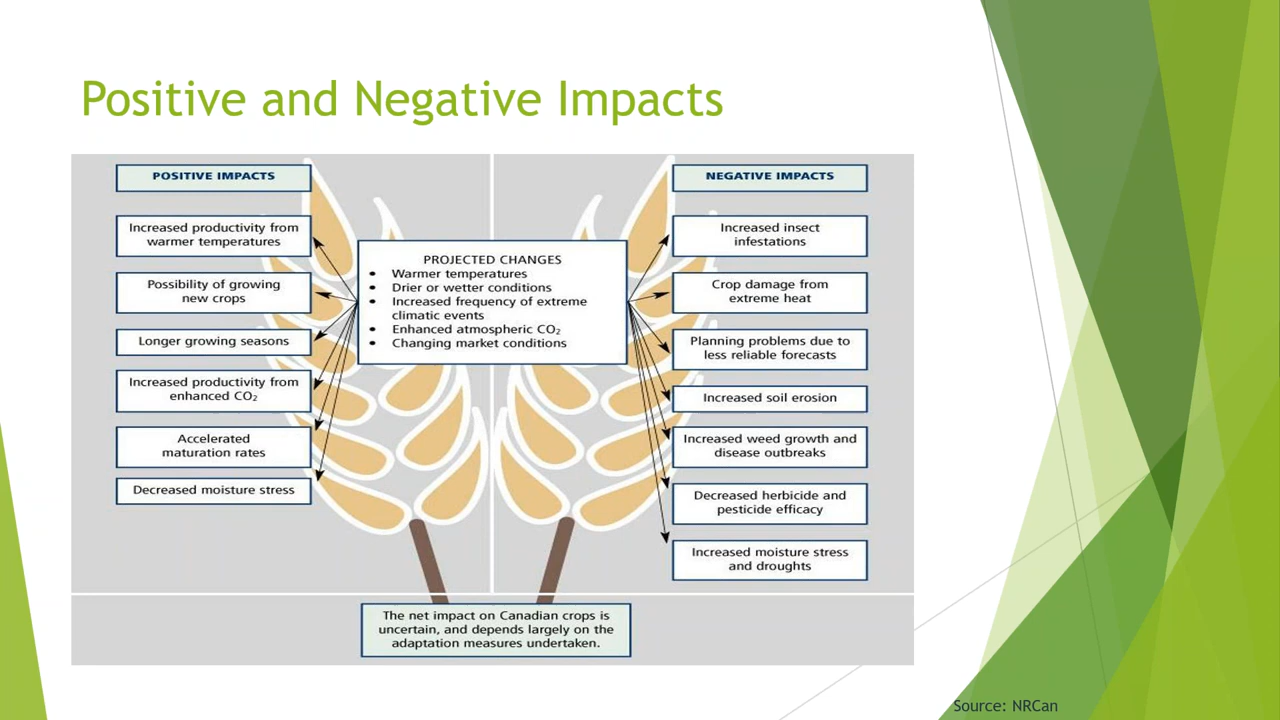 Positive and Negative Impacts
POSITIVE IMPACTS
Increased productivity from
warmer temperatures
Possibility of growing
new crops
Longer growing seasons
Increased productivity from
enhanced CO₂
Accelerated
maturation rates
Decreased moisture stress
PROJECTED CHANGES
• Warmer temperatures
• Drier or wetter conditions
• Increased frequency of extreme
climatic events
• Enhanced atmospheric CO₂
• Changing market conditions
NEGATIVE IMPACTS
Increased insect
infestations
Crop damage from
extreme heat
Planning problems due to
less reliable forecasts
Increased soil erosion
Increased weed growth and
disease outbreaks
Decreased herbicide and
pesticide efficacy
Increased moisture stress
and droughts
The net impact on Canadian crops is
uncertain, and depends largely on the
adaptation measures undertaken.
Source: NRCan